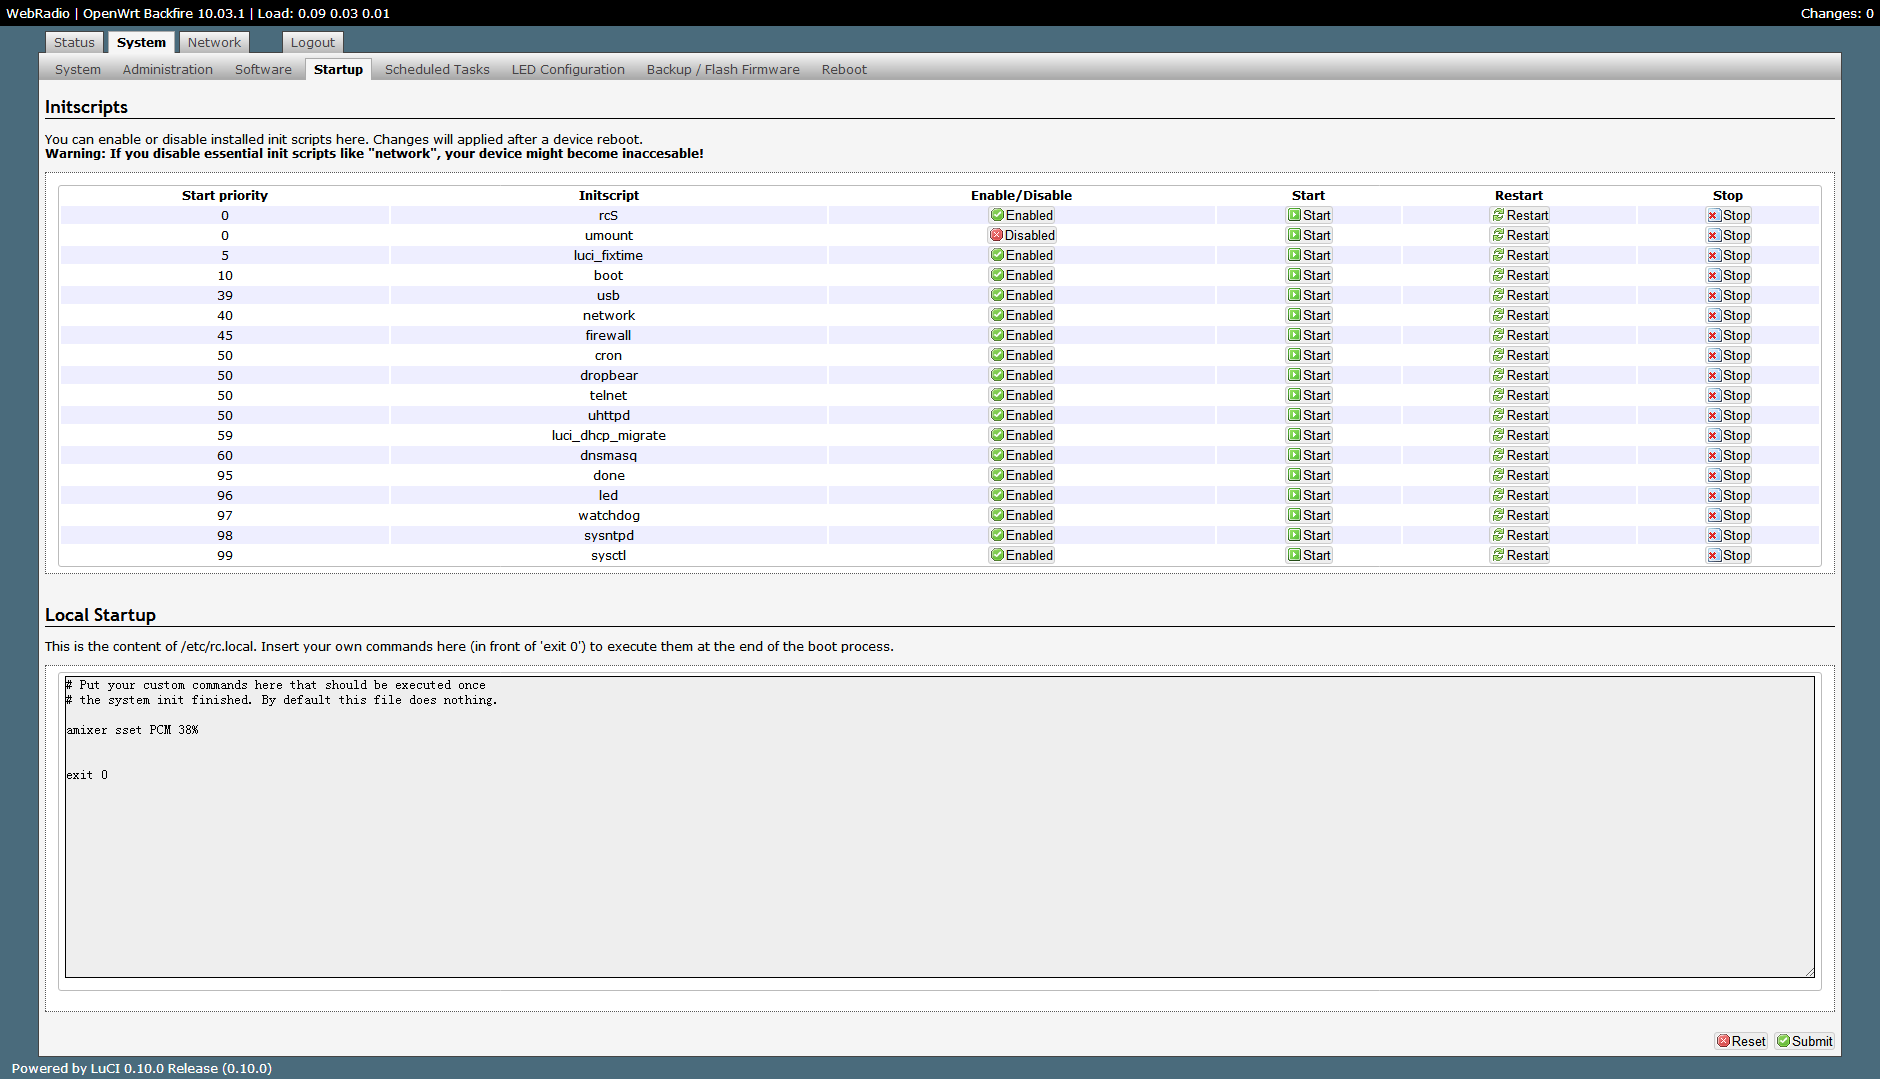 WebRadio | OpenWrt Backfire 10.03.1 | Load: 0.09 0.03 0.01 Changes: 0
Status System Network Logout
System Administration Software Startup Scheduled Tasks LED Configuration Backup / Flash Firmware Reboot
Initscripts
You can enable or disable installed init scripts here. Changes will applied after a device reboot.
Warning: If you disable essential init scripts like "network", your device might become inaccesable!
Start priority Initscript Enable/Disable Start Restart Stop
0 rcS Enabled Start Restart Stop
0 umount Disabled Start Restart Stop
5 luci_fixtime Enabled Start Restart Stop
10 boot Enabled Start Restart Stop
39 usb Enabled Start Restart Stop
40 network Enabled Start Restart Stop
45 firewall Enabled Start Restart Stop
50 cron Enabled Start Restart Stop
50 dropbear Enabled Start Restart Stop
50 telnet Enabled Start Restart Stop
50 uhttpd Enabled Start Restart Stop
59 luci_dhcp_migrate Enabled Start Restart Stop
60 dnsmasq Enabled Start Restart Stop
95 done Enabled Start Restart Stop
96 led Enabled Start Restart Stop
97 watchdog Enabled Start Restart Stop
98 sysntpd Enabled Start Restart Stop
99 sysctl Enabled Start Restart Stop
Local Startup
This is the content of /etc/rc.local. Insert your own commands here (in front of 'exit 0') to execute them at the end of the boot process.
# Put your custom commands here that should be executed once
# the system init finished. By default this file does nothing.
amixer sset PCM 38%
exit 0
Reset Submit
Powered by LuCI 0.10.0 Release (0.10.0)